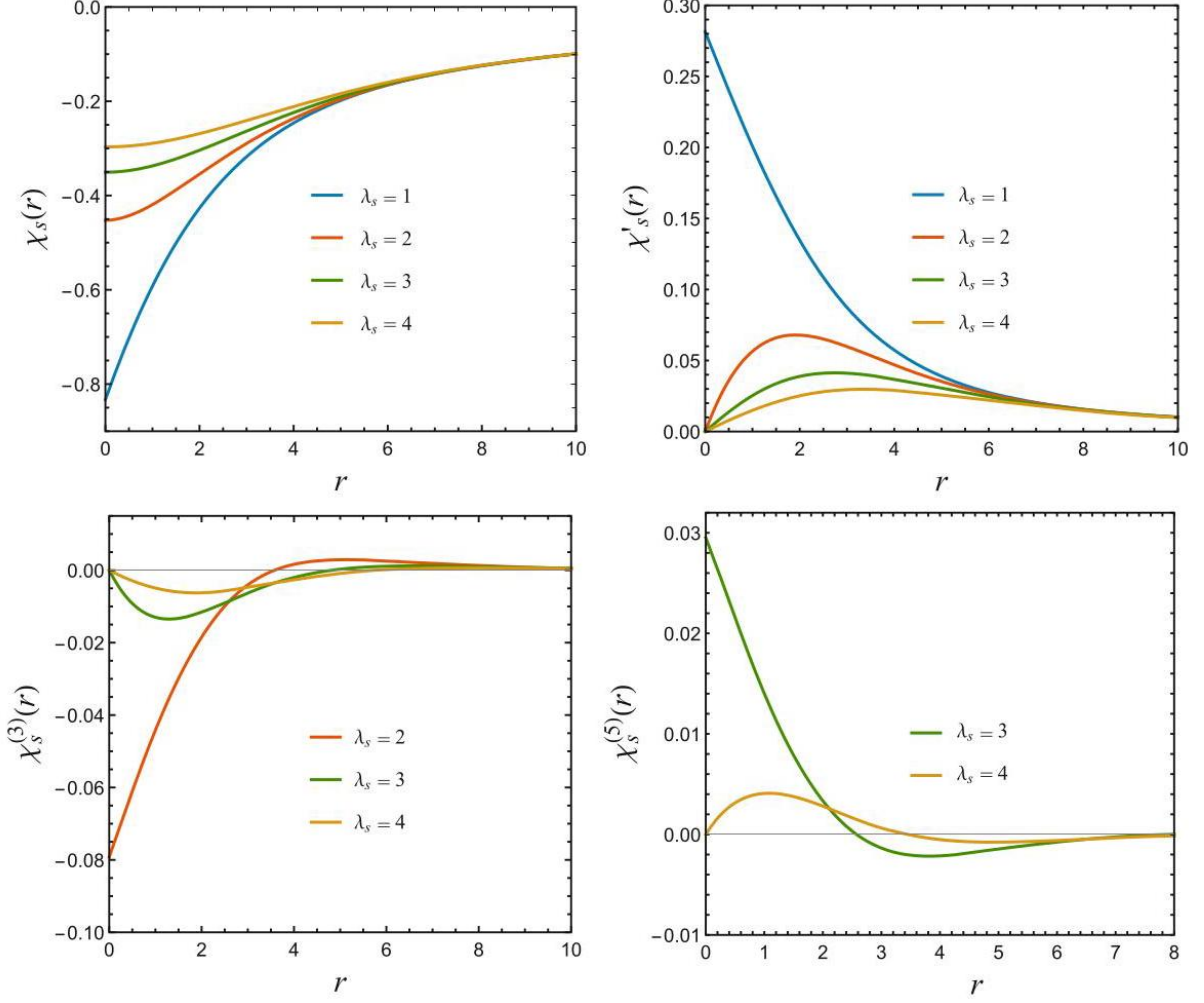 0.0
−0.2
−0.4
−0.6
−0.8
0 2 4 6 8 10
χs(r)
r
λs = 1
λs = 2
λs = 3
λs = 4
0.30
0.25
0.20
0.15
0.10
0.05
0.00
0 2 4 6 8 10
χ's(r)
r
λs = 1
λs = 2
λs = 3
λs = 4
0.00
−0.02
−0.04
−0.06
−0.08
−0.10
0 2 4 6 8 10
χs(3)(r)
r
λs = 2
λs = 3
λs = 4
0.03
0.02
0.01
0.00
−0.01
0 1 2 3 4 5 6 7 8
χs(5)(r)
r
λs = 3
λs = 4